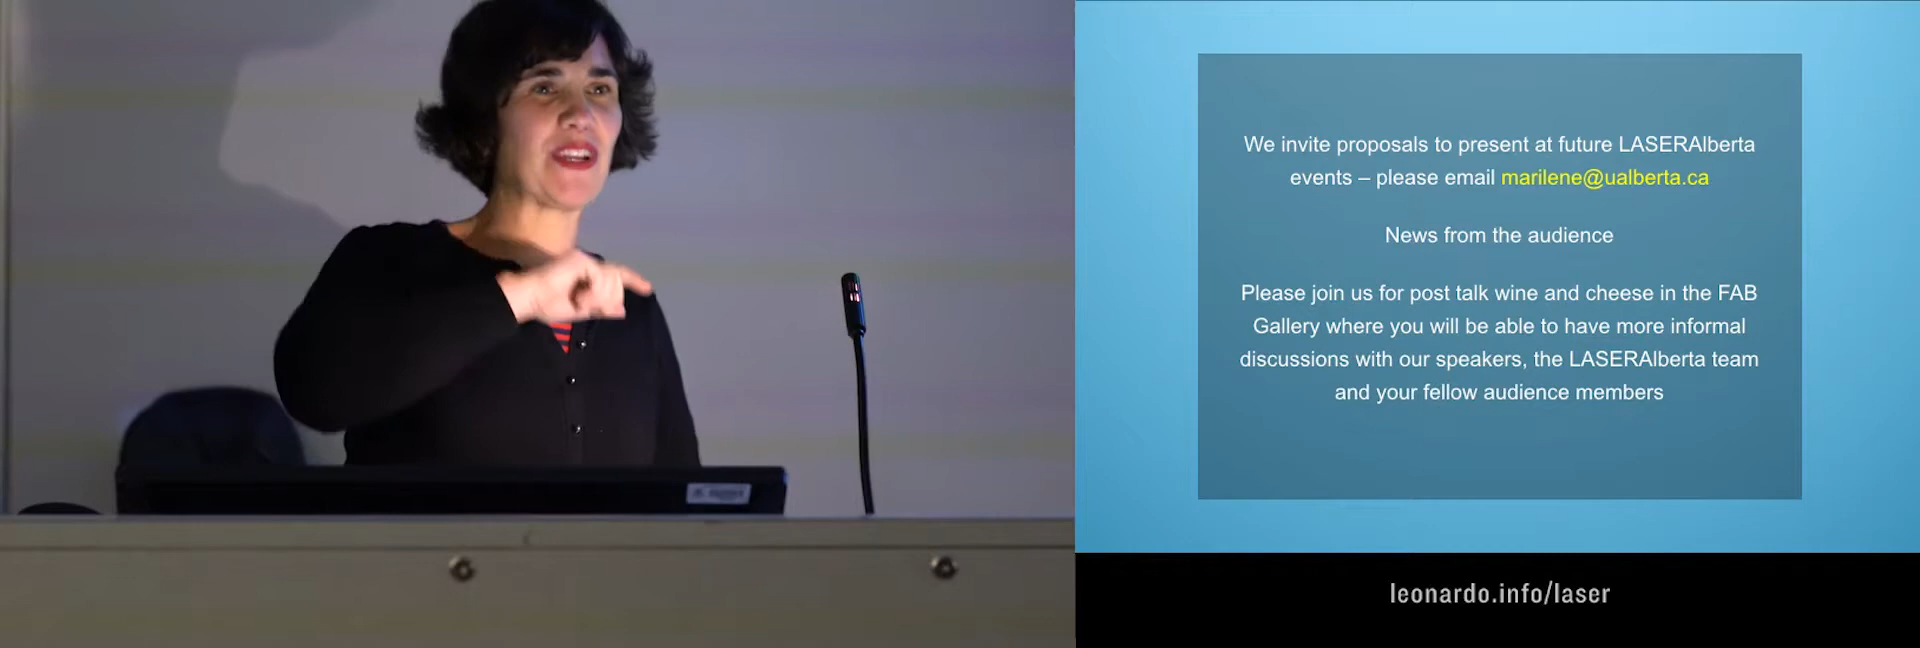 We invite proposals to present at future LASERAlberta
events – please email marilene@ualberta.ca
News from the audience
Please join us for post talk wine and cheese in the FAB
Gallery where you will be able to have more informal
discussions with our speakers, the LASERAlberta team
and your fellow audience members
leonardo.info/laser